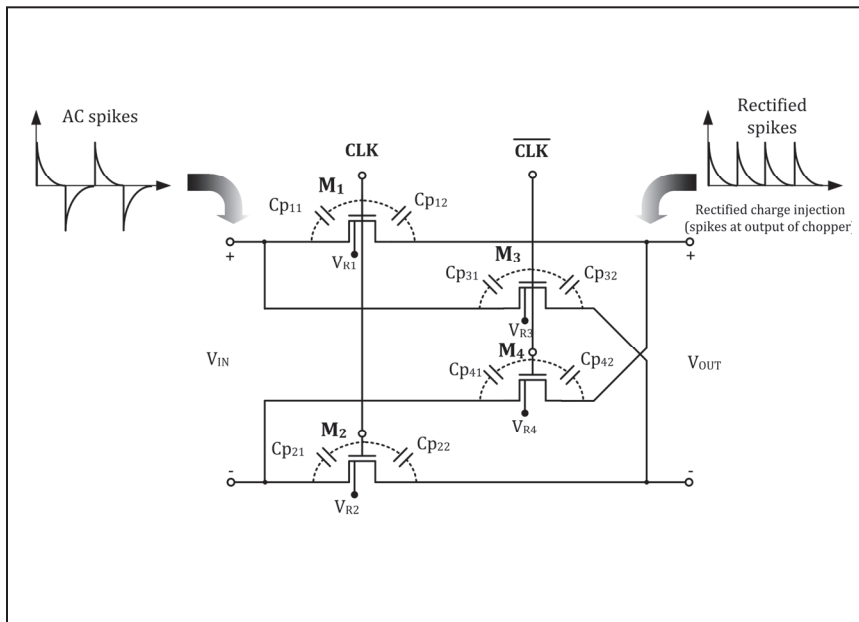 AC spikes
Rectified
spikes
CLK
CLK
M1
Cp11
Cp12
Rectified charge injection
(spikes at output of chopper)
+
+
VR1
M3
Cp31
Cp32
VR3
VIN
M4
VOUT
Cp41
Cp42
VR4
M2
Cp21
Cp22
-
-
VR2